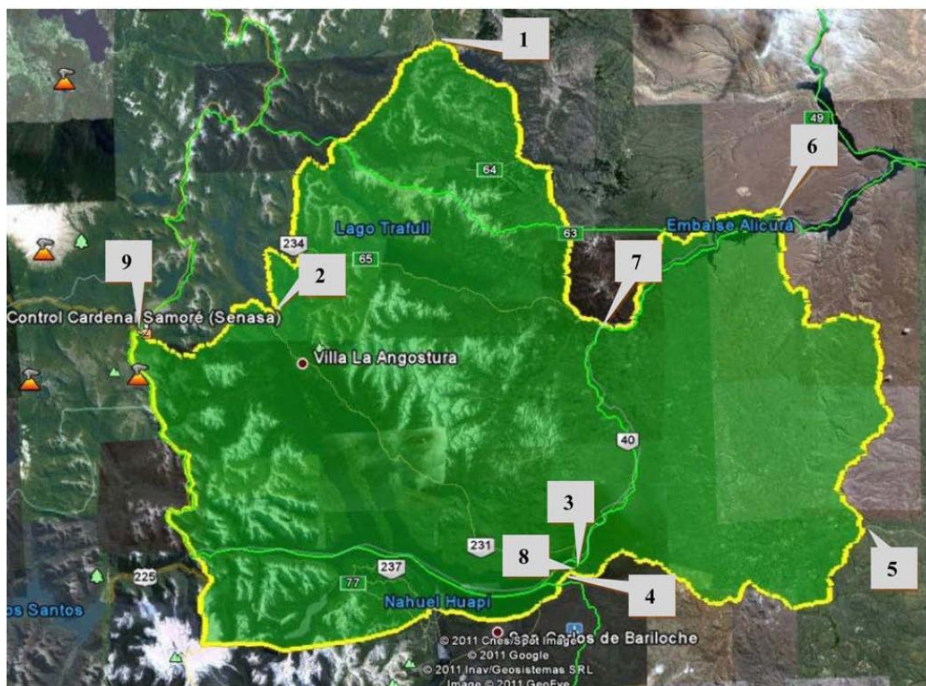 1
49
6
64
Lago Trafull
Embalse Alicurá
63
234
65
9
2
7
Control Cardenal Samoré (Senasa)
Villa La Angostura
40
3
231
8
5
237
225
77
4
os Santos
Nahuel Huapi
San Carlos de Bariloche
© 2011 Cnes/Spot Image
© 2011 Google
© 2011 Inav/Geosistemas SRL
Image © 2011 GeoEye